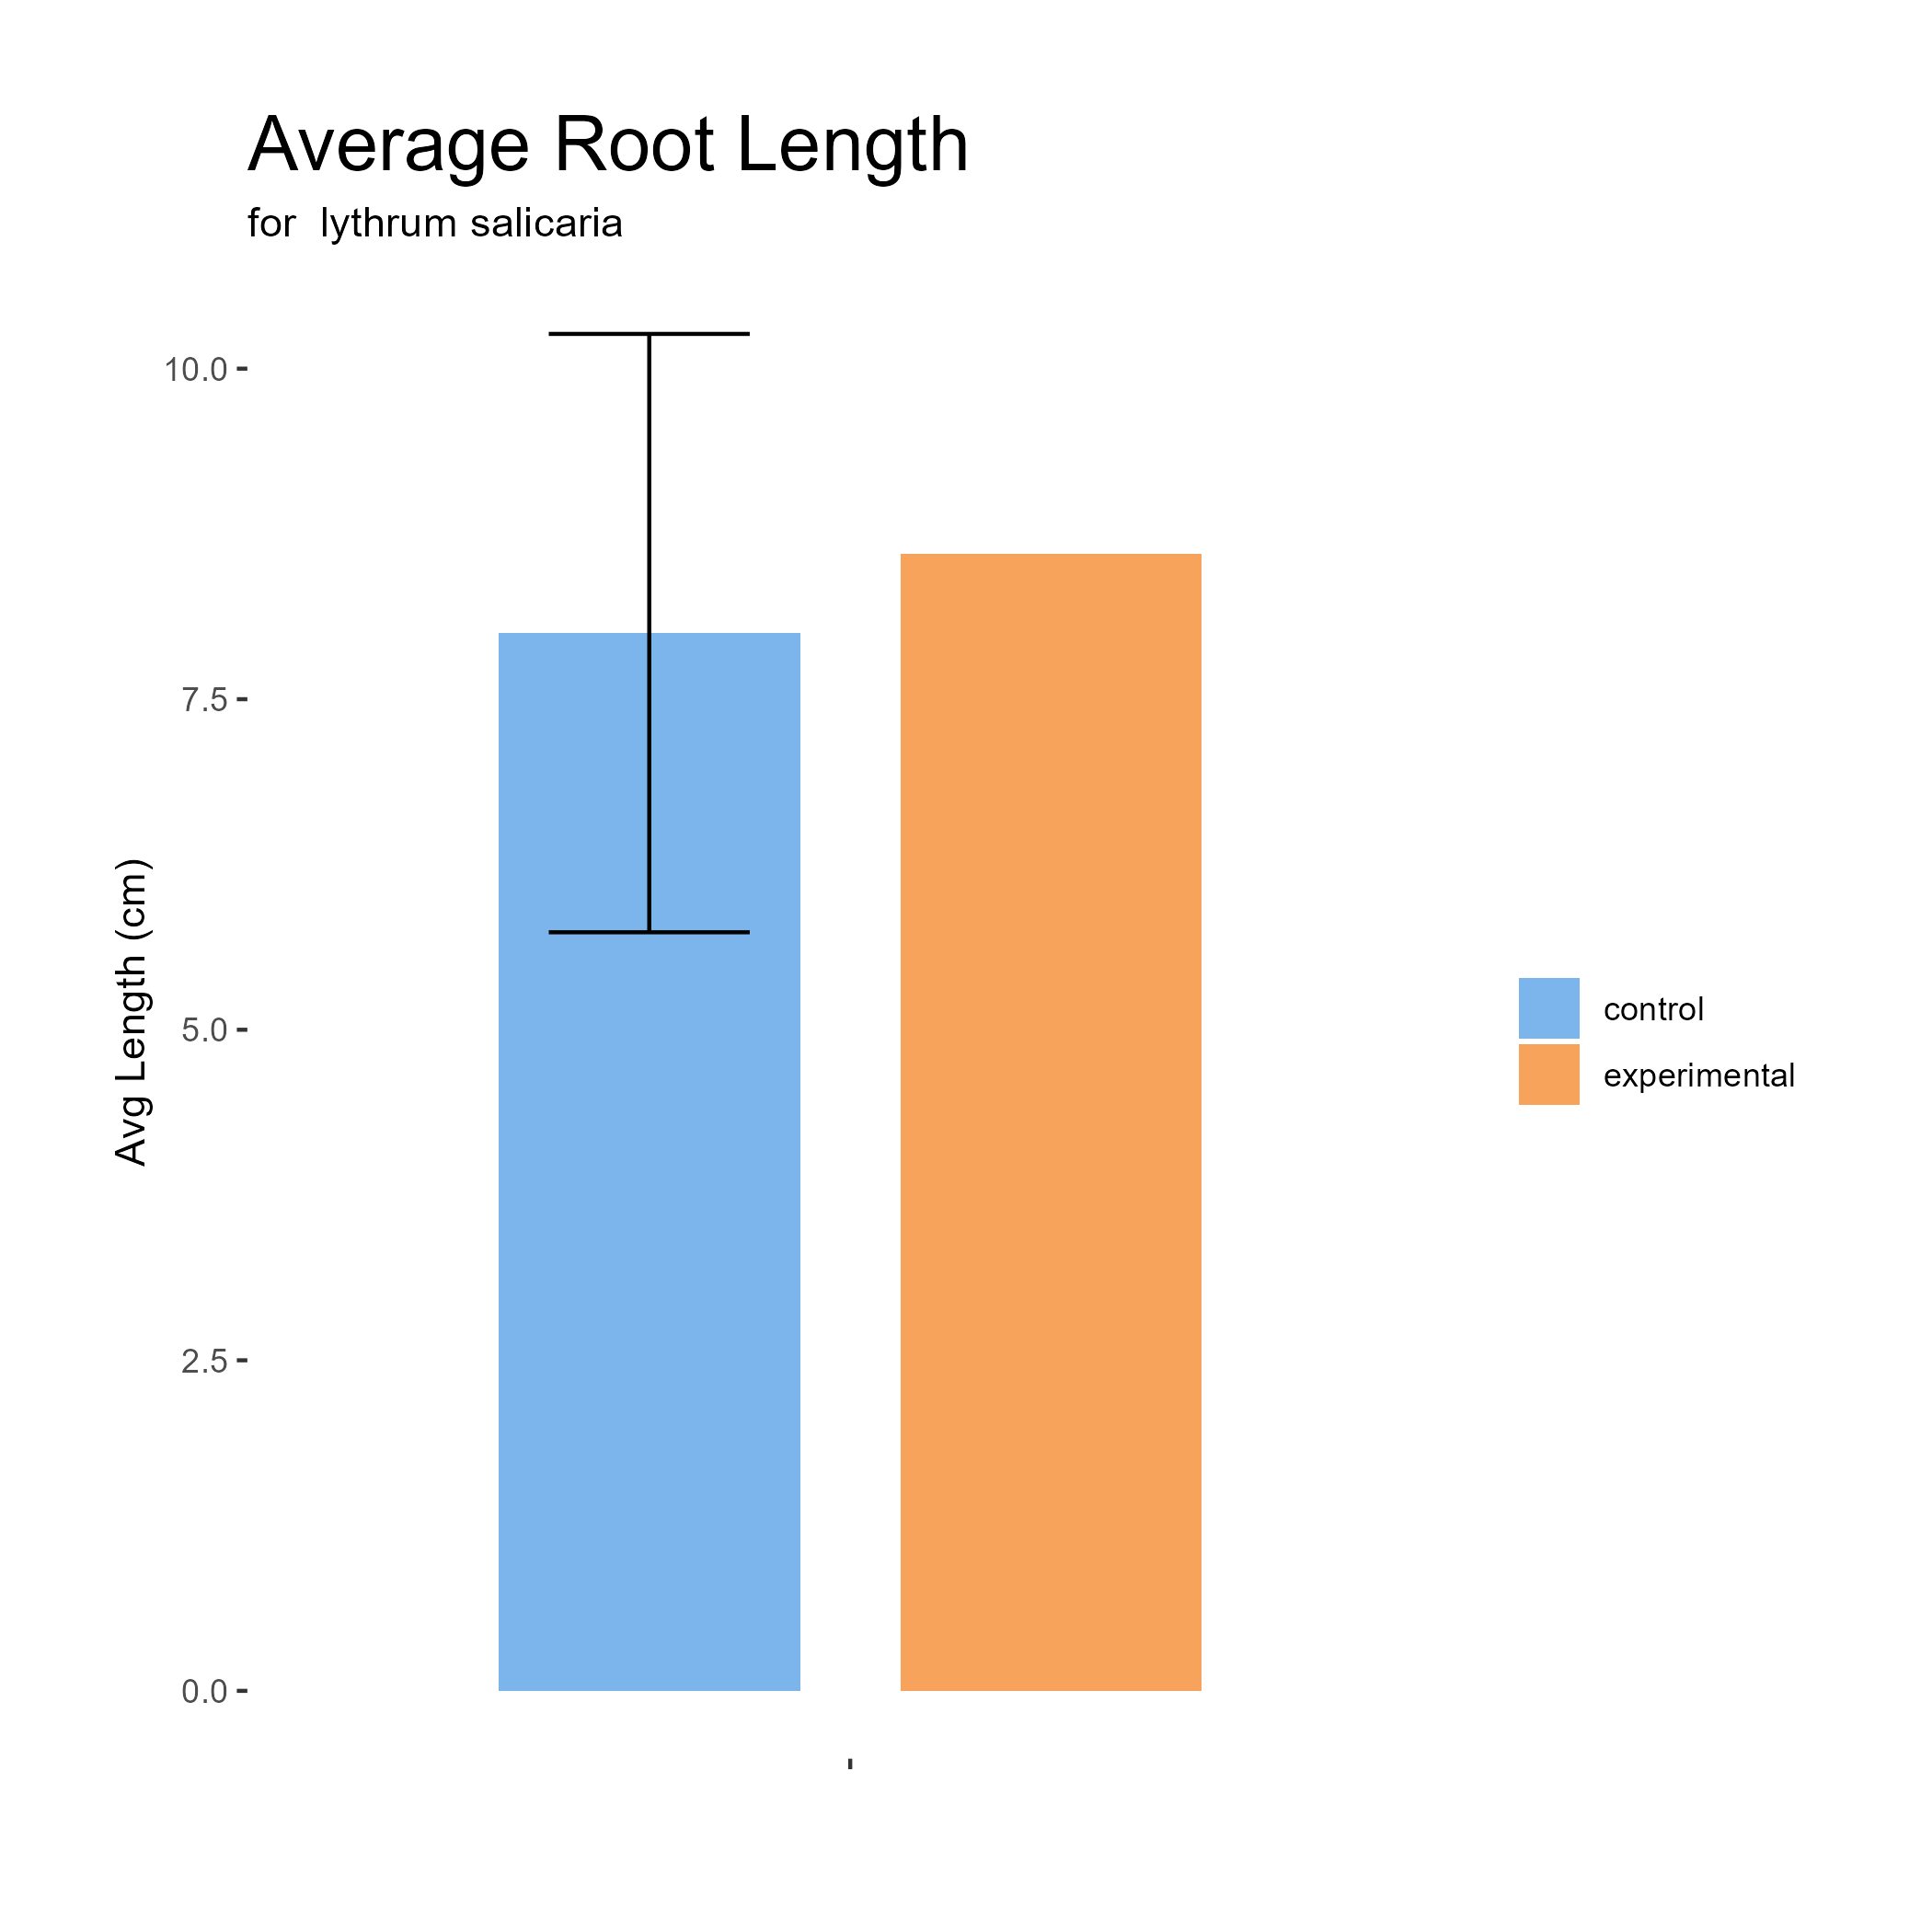 Average Root Length
for  lythrum salicaria
Avg Length (cm)
10.0
7.5
5.0
2.5
0.0
control
experimental